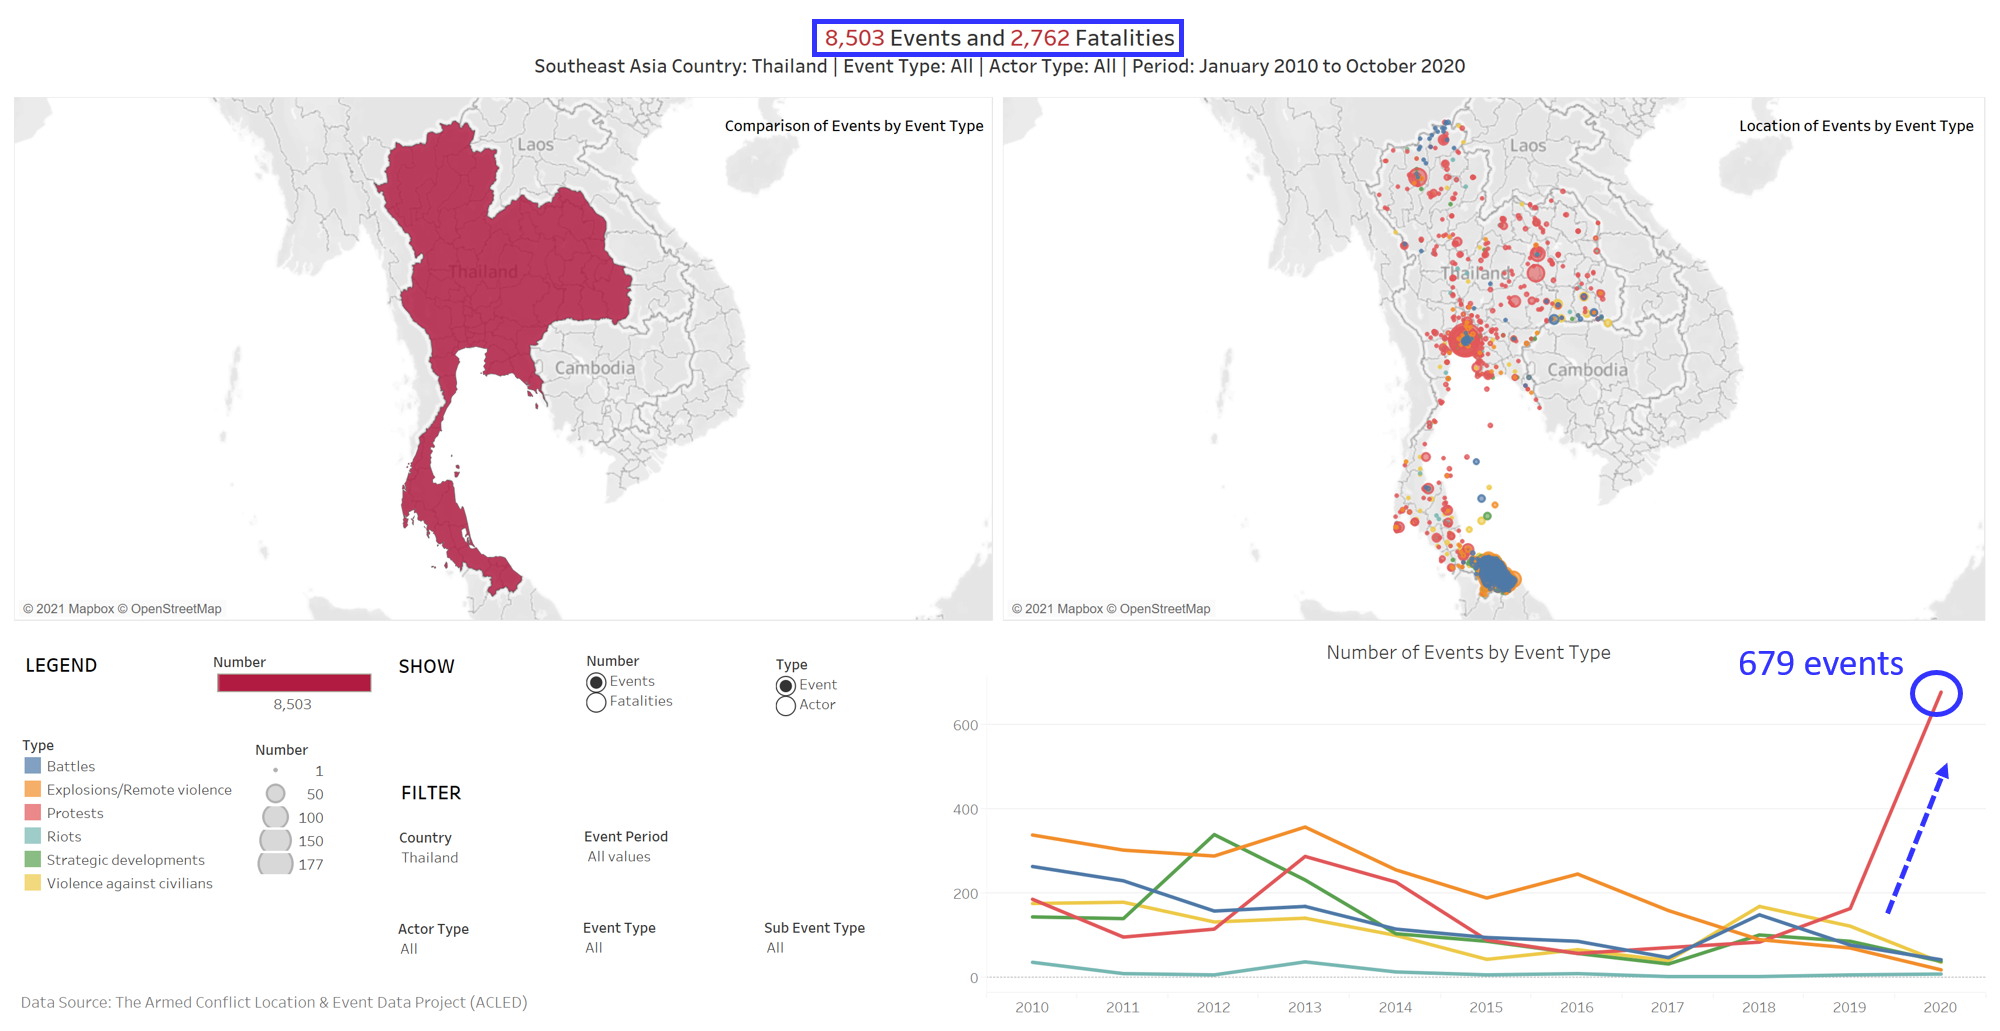 8,503 Events and 2,762 Fatalities
Southeast Asia Country: Thailand | Event Type: All | Actor Type: All | Period: January 2010 to October 2020
Comparison of Events by Event Type
Laos
Thailand
Cambodia
© 2021 Mapbox © OpenStreetMap
Location of Events by Event Type
Laos
Thailand
Cambodia
© 2021 Mapbox © OpenStreetMap
LEGEND
Number
8,503
Type
Battles
Explosions/Remote violence
Protests
Riots
Strategic developments
Violence against civilians
Number
1
50
100
150
177
SHOW
Number
Events
Fatalities
Type
Event
Actor
FILTER
Country
Thailand
Event Period
All values
Actor Type
All
Event Type
All
Sub Event Type
All
Number of Events by Event Type
679 events
600
400
200
0
2010 2011 2012 2013 2014 2015 2016 2017 2018 2019 2020
Data Source: The Armed Conflict Location & Event Data Project (ACLED)